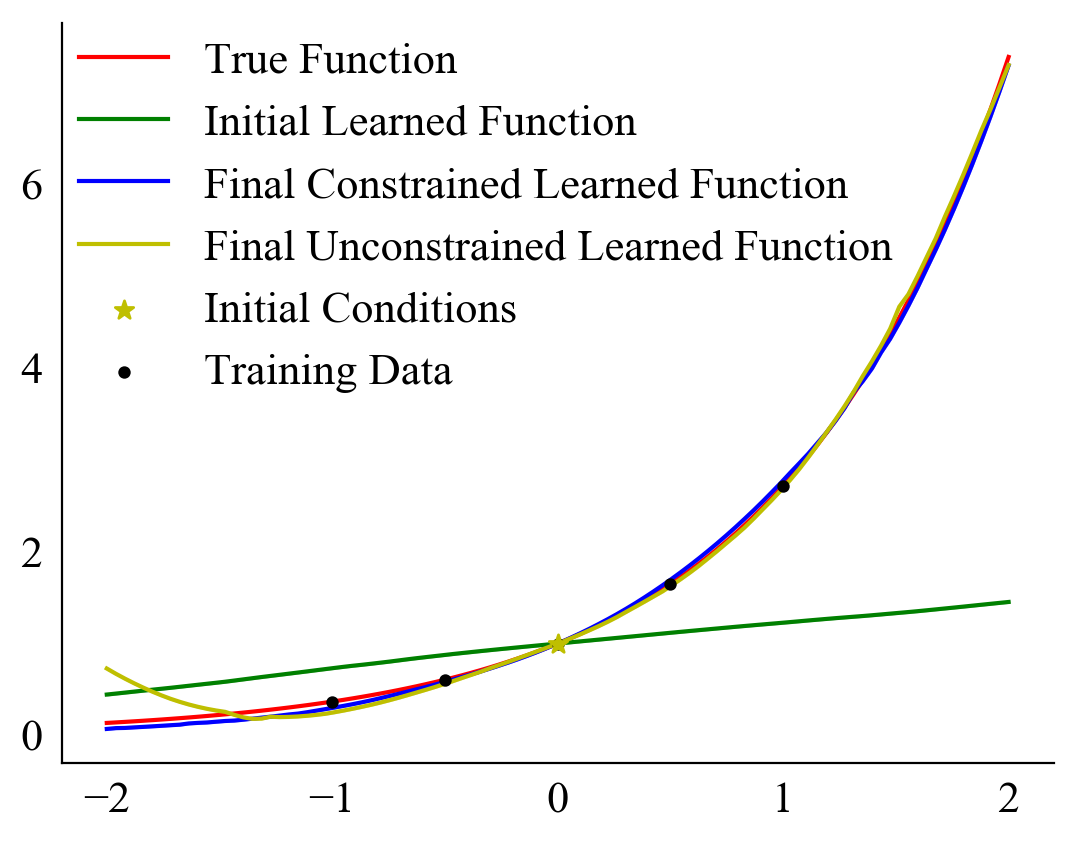 True Function
Initial Learned Function
Final Constrained Learned Function
Final Unconstrained Learned Function
Initial Conditions
Training Data
6
4
2
0
−2 −1 0 1 2